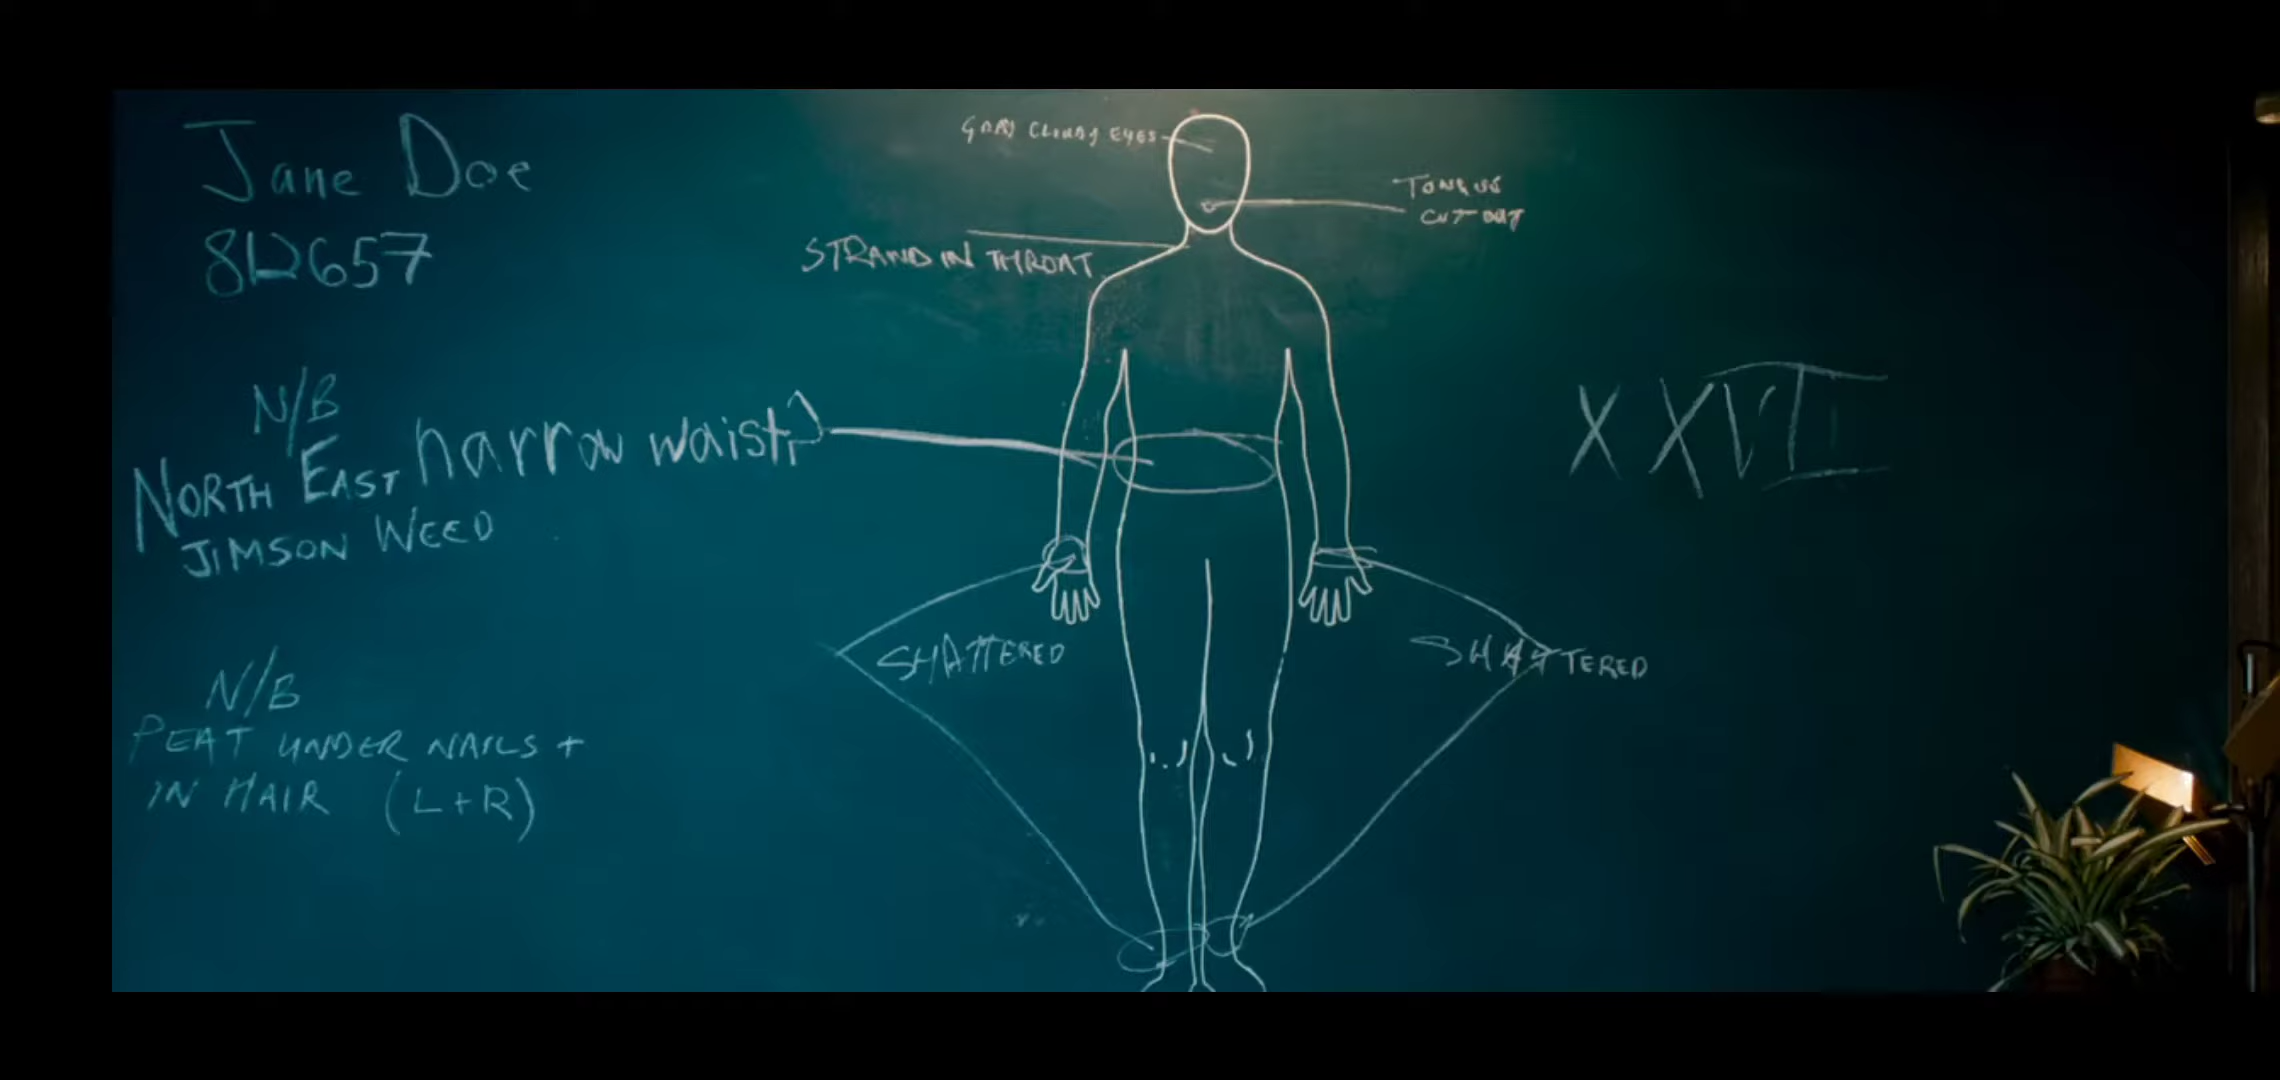 Jane Doe
812657
N/B
NORTH EAST
JIMSON WEED
narrow waist?
N/B
PEAT UNDER NAILS +
IN HAIR (L+R)
GRAY CLOUDY EYES
STRAND IN THROAT
TONGUE
CUT OUT
SHATTERED
SHATTERED
XXVII